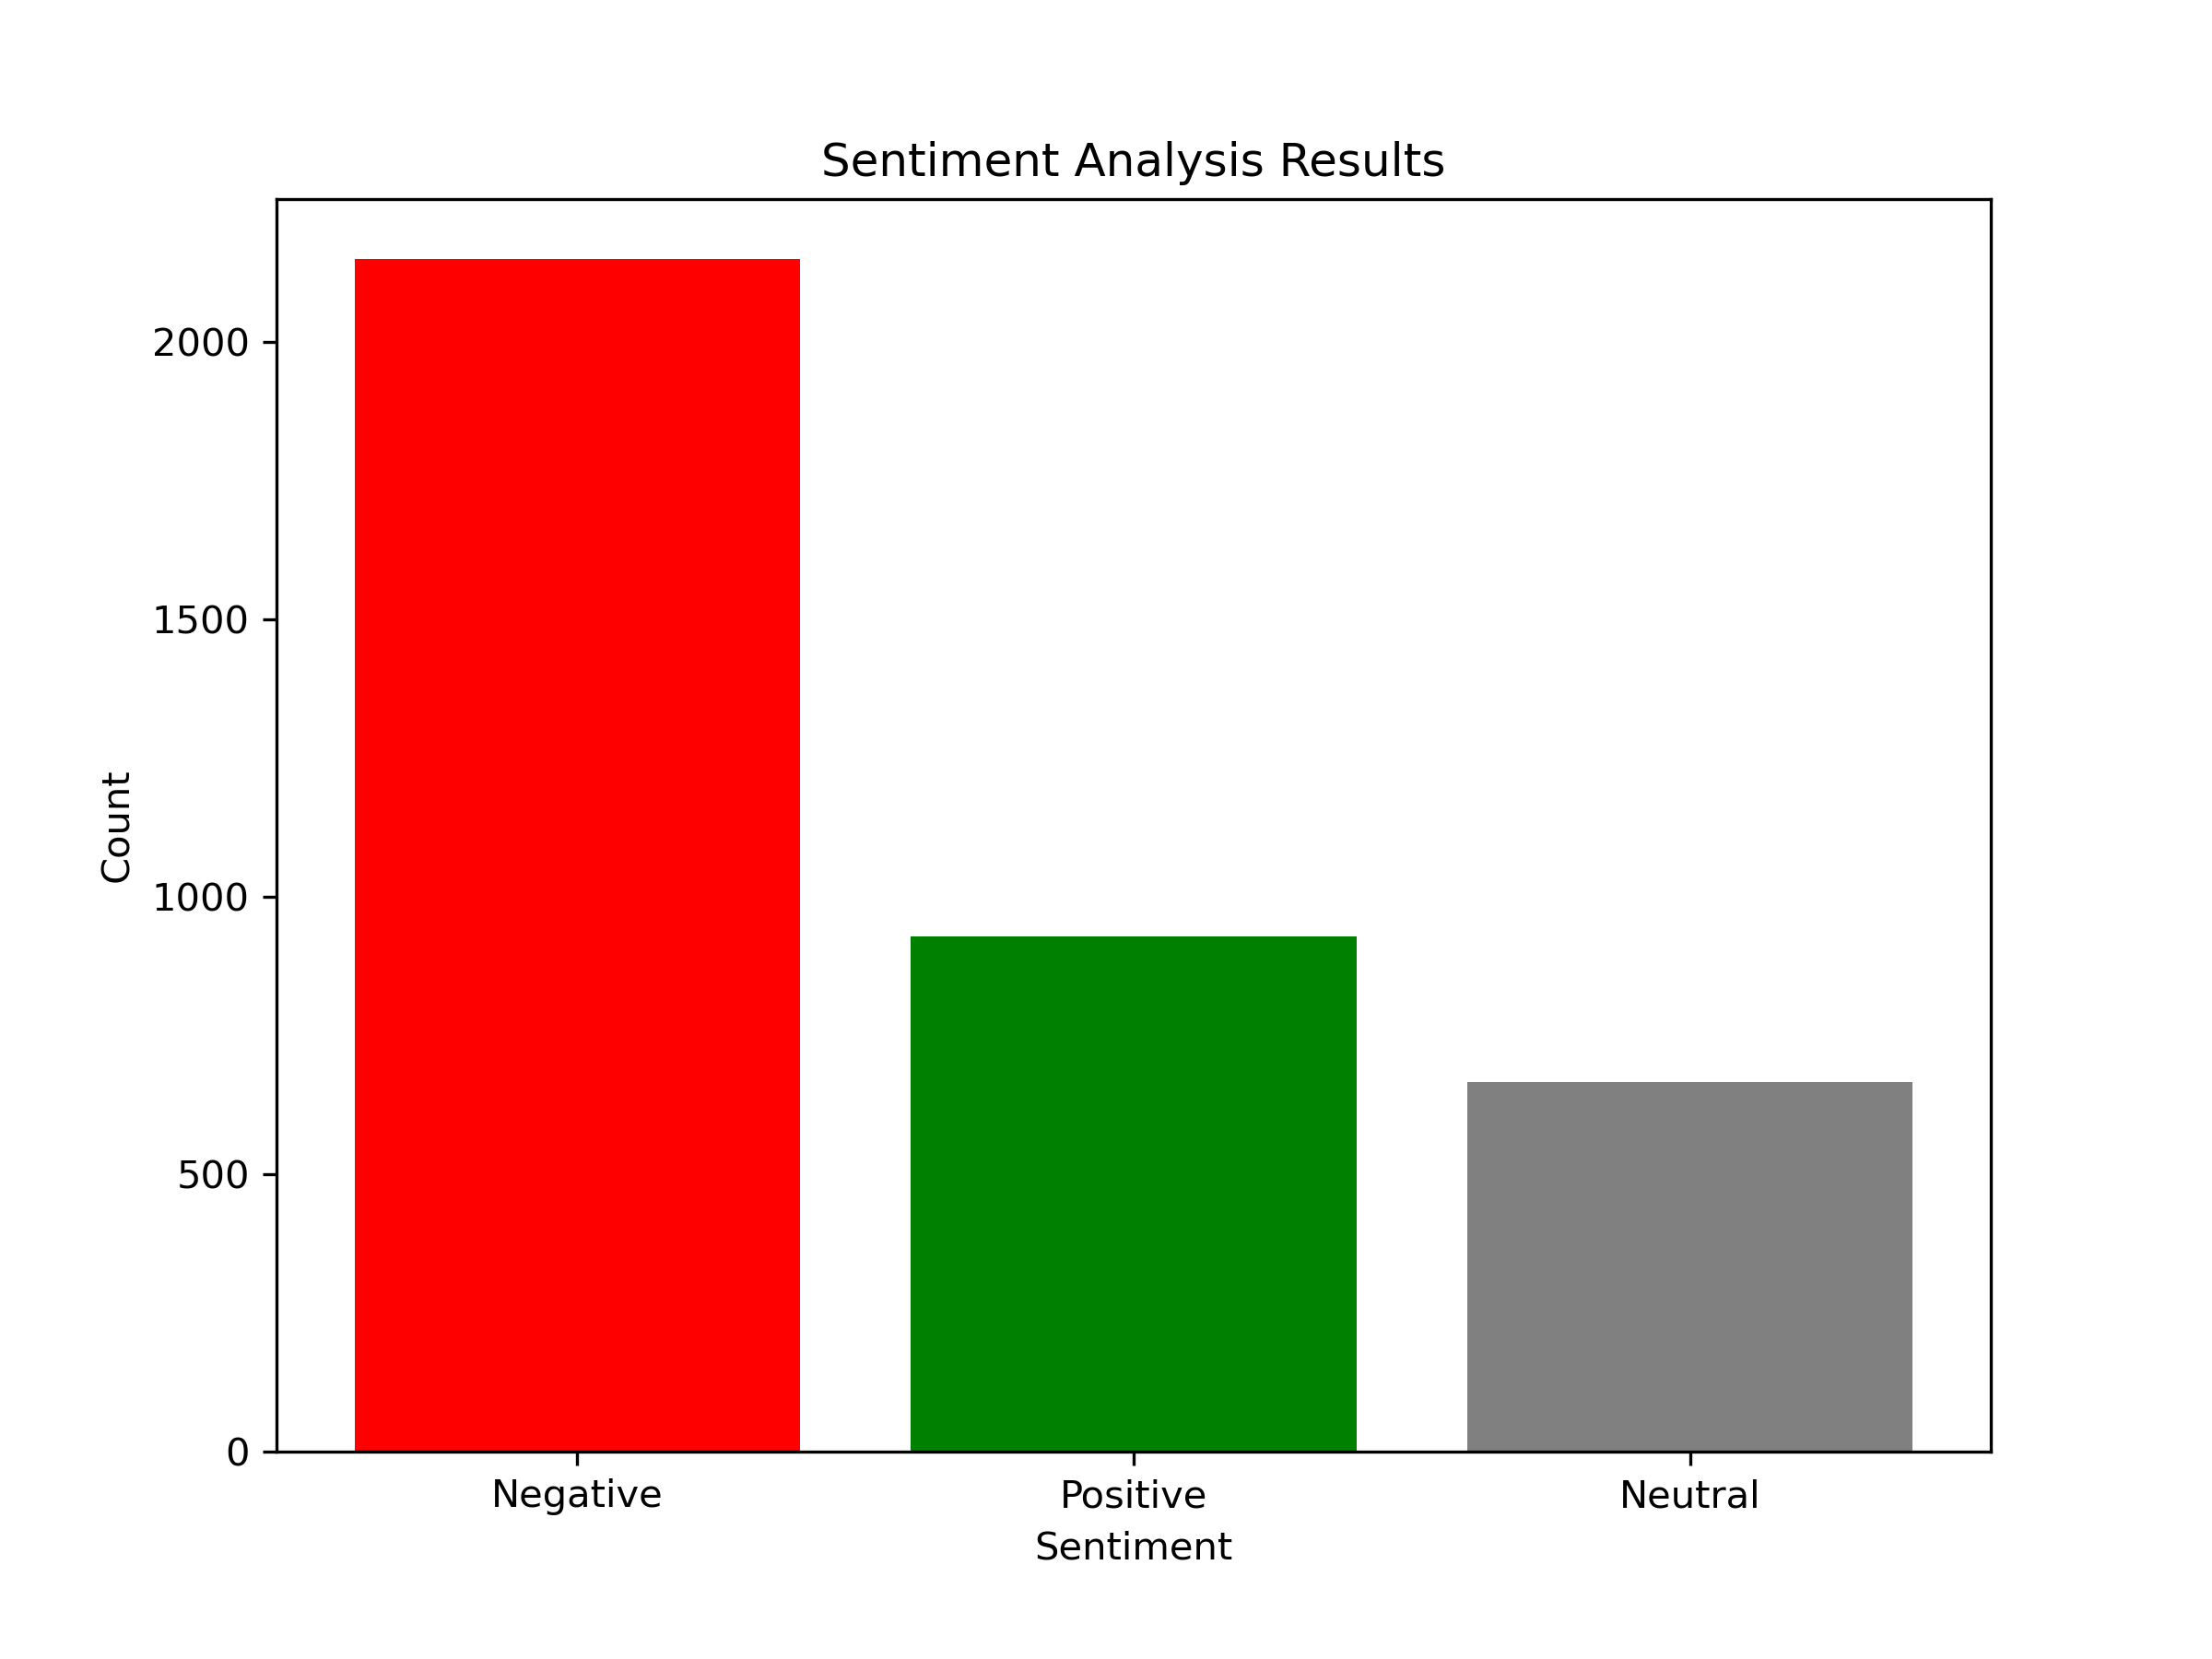 Sentiment Analysis Results
2000
1500
1000
500
0
Count
Negative
Positive
Neutral
Sentiment